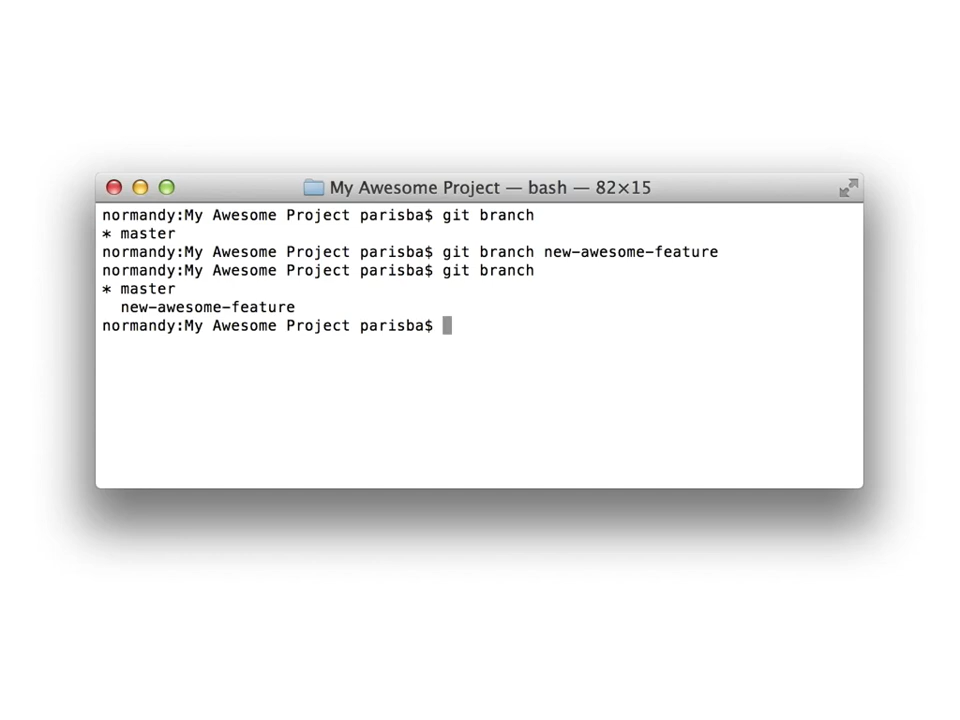 My Awesome Project — bash — 82×15
normandy:My Awesome Project parisba$ git branch
* master
normandy:My Awesome Project parisba$ git branch new-awesome-feature
normandy:My Awesome Project parisba$ git branch
* master
  new-awesome-feature
normandy:My Awesome Project parisba$